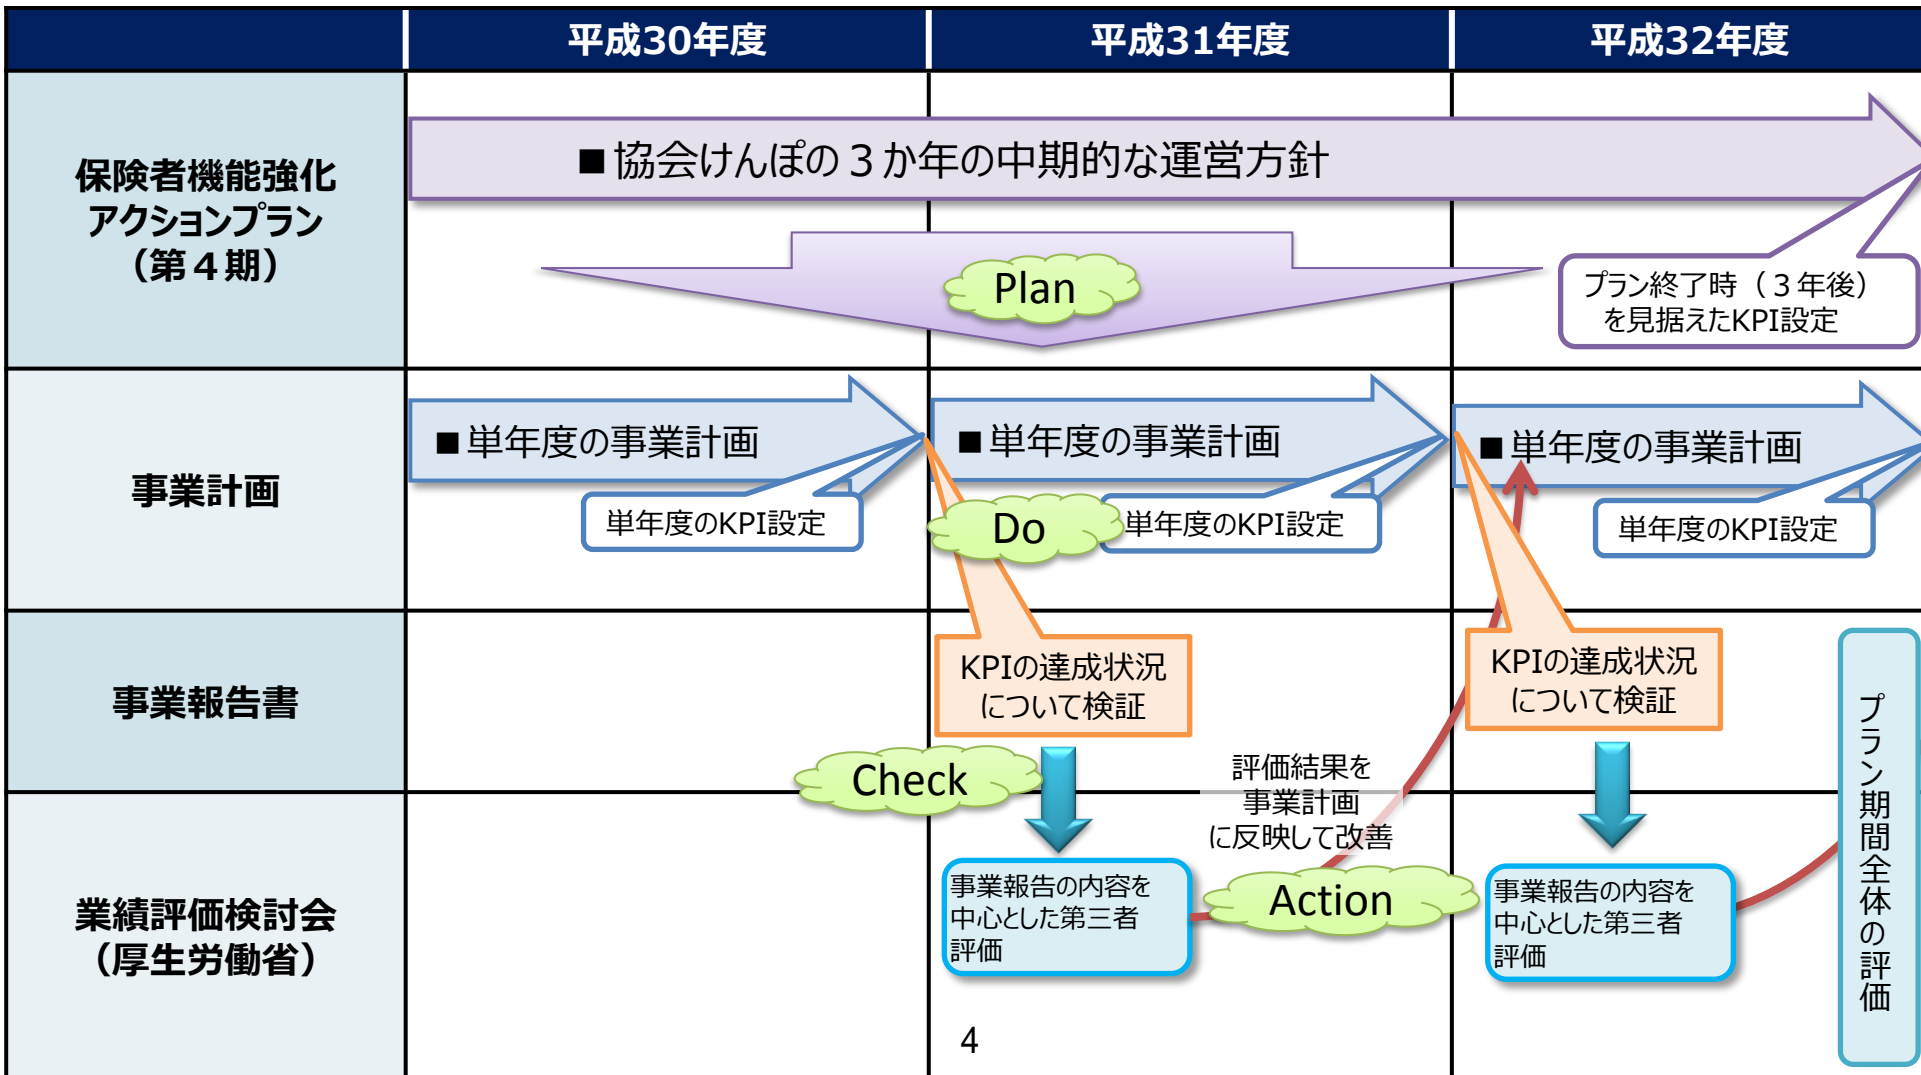 平成30年度
平成31年度
平成32年度
保険者機能強化
アクションプラン
（第４期）
■協会けんぽの３か年の中期的な運営方針
Plan
プラン終了時（３年後）
を見据えたKPI設定
事業計画
■単年度の事業計画
単年度のKPI設定
■単年度の事業計画
Do
単年度のKPI設定
■単年度の事業計画
単年度のKPI設定
事業報告書
KPIの達成状況
について検証
KPIの達成状況
について検証
Check
評価結果を
事業計画
に反映して改善
業績評価検討会
（厚生労働省）
事業報告の内容を
中心とした第三者
評価
Action
事業報告の内容を
中心とした第三者
評価
プラン期間全体の評価
4